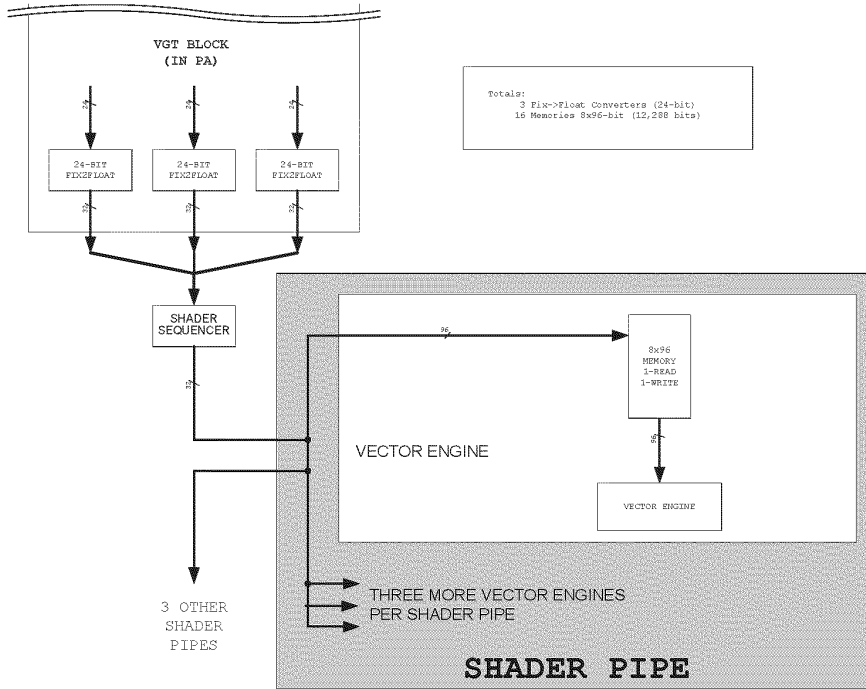 VGT BLOCK
(IN PA)
Totals:
3 Fix->Float Converters (24-bit)
16 Memories 8x96-bit (12,288 bits)
24
24
24
24-BIT
FIX2FLOAT
24-BIT
FIX2FLOAT
24-BIT
FIX2FLOAT
32
32
32
SHADER
SEQUENCER
96
8x96
MEMORY
1-READ
1-WRITE
32
96
VECTOR ENGINE
VECTOR ENGINE
3 OTHER
SHADER
PIPES
THREE MORE VECTOR ENGINES
PER SHADER PIPE
SHADER PIPE